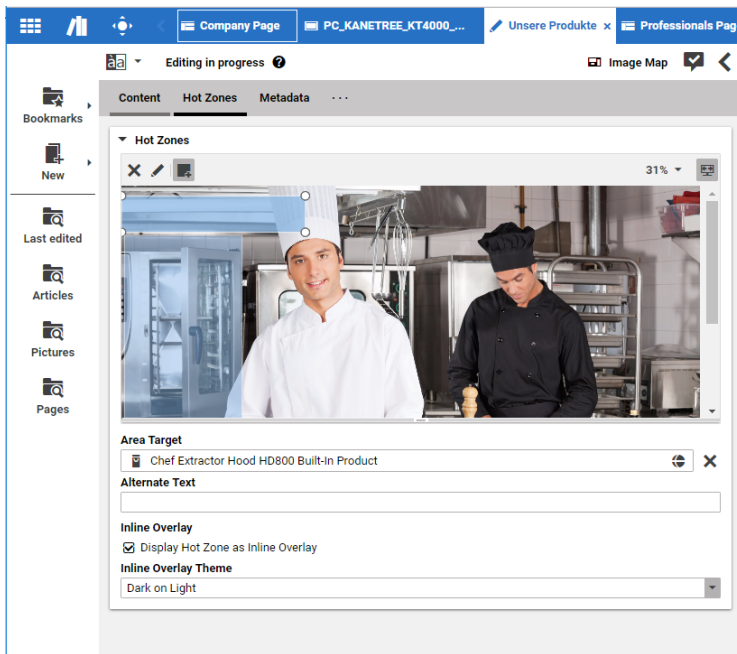 Company Page
PC_KANETREE_KT4000_...
Unsere Produkte ×
Professionals Pag
àa
Editing in progress
Image Map
Content
Hot Zones
Metadata
...
Bookmarks
New
Last edited
Articles
Pictures
Pages
Hot Zones
31%
Area Target
Chef Extractor Hood HD800 Built-In Product
Alternate Text
Inline Overlay
Display Hot Zone as Inline Overlay
Inline Overlay Theme
Dark on Light